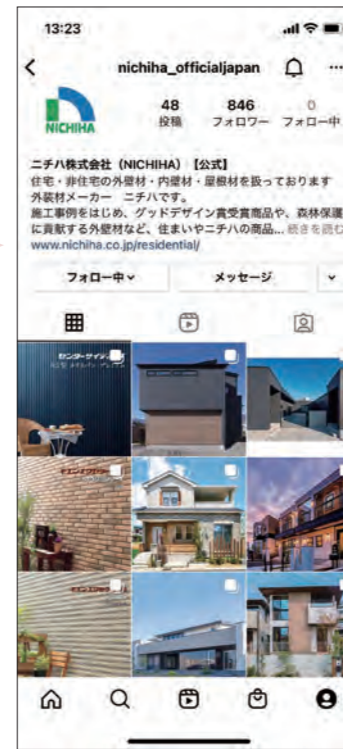 13:23
nichiha_officialjapan
NICHIHA
48 846 0
投稿 フォロワー フォロー中
ニチハ株式会社(NICHIHA)【公式】
住宅・非住宅の外壁材・内壁材・屋根材を扱っております
外装材メーカー ニチハです。
施工事例をはじめ、グッドデザイン賞受賞商品や、森林保護
に貢献する外壁材など、住まいやニチハの商品... 続きを読む
www.nichiha.co.jp/residential/
フォロー中 メッセージ